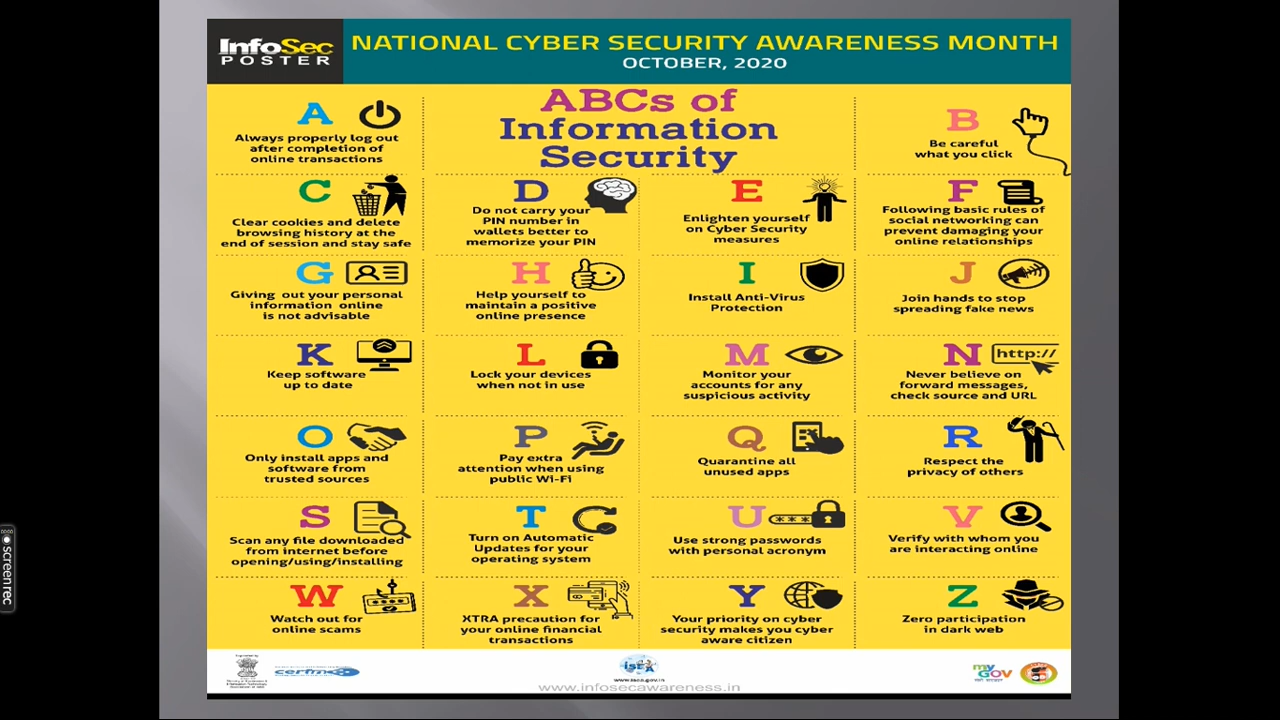 InfoSec
POSTER
NATIONAL CYBER SECURITY AWARENESS MONTH
OCTOBER, 2020
ABCs of
Information
Security
A
Always properly log out
after completion of
online transactions
B
Be careful
what you click
C
Clear cookies and delete
browsing history at the
end of session and stay safe
D
Do not carry your
PIN number in
wallets better to
memorize your PIN
E
Enlighten yourself
on Cyber Security
measures
F
Following basic rules of
social networking can
prevent damaging your
online relationships
G
Giving out your personal
information online
is not advisable
H
Help yourself to
maintain a positive
online presence
I
Install Anti-Virus
Protection
J
Join hands to stop
spreading fake news
K
Keep software
up to date
L
Lock your devices
when not in use
M
Monitor your
accounts for any
suspicious activity
N
http://
Never believe on
forward messages,
check source and URL
O
Only install apps and
software from
trusted sources
P
Pay extra
attention when using
public Wi-Fi
Q
Quarantine all
unused apps
R
Respect the
privacy of others
S
Scan any file downloaded
from internet before
opening/using/installing
T
Turn on Automatic
Updates for your
operating system
U
***
Use strong passwords
with personal acronym
V
Verify with whom you
are interacting online
W
Watch out for
online scams
X
XTRA precaution for
your online financial
transactions
Y
Your priority on cyber
security makes you cyber
aware citizen
Z
Zero participation
in dark web
ISEA
www.isea.gov.in
my
GOV
www.infosecawareness.in
00:00
screenrec